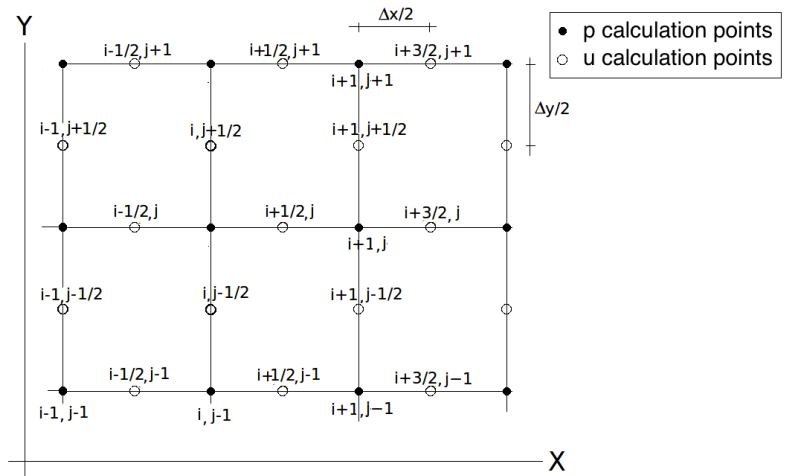 Y
Δx/2
i-1/2,j+1
i+1/2,j+1
i+3/2,j+1
p calculation points
u calculation points
i+1,j+1
Δy/2
i-1,j+1/2
i,j+1/2
i+1,j+1/2
i-1/2,j
i+1/2,j
i+3/2,j
i+1,j
i-1,j-1/2
i,j-1/2
i+1,j-1/2
i-1/2,j-1
i+1/2,j-1
i+3/2,j−1
i-1,j-1
i,j-1
i+1,j−1
X